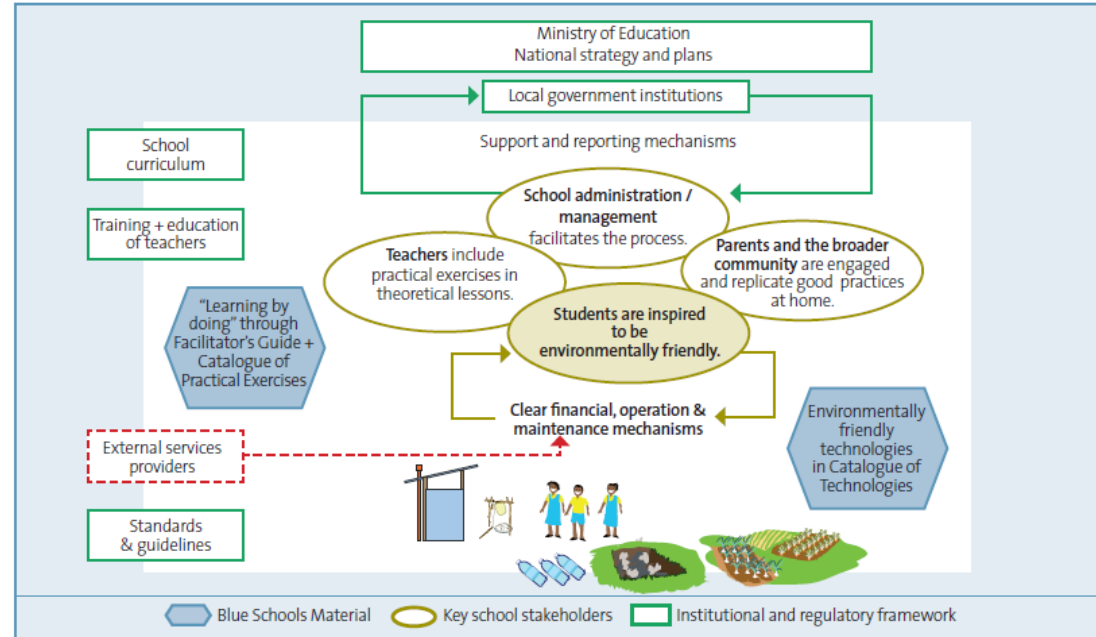 Ministry of Education
National strategy and plans
Local government institutions
Support and reporting mechanisms
School
curriculum
School administration /
management
facilitates the process.
Training + education
of teachers
Teachers include
practical exercises in
theoretical lessons.
Parents and the broader
community are engaged
and replicate good practices
at home.
"Learning by
doing" through
Facilitator's Guide +
Catalogue of
Practical Exercises
Students are inspired
to be
environmentally friendly.
Clear financial, operation &
maintenance mechanisms
Environmentally
friendly
technologies
in Catalogue of
Technologies
External services
providers
Standards
& guidelines
Blue Schools Material
Key school stakeholders
Institutional and regulatory framework